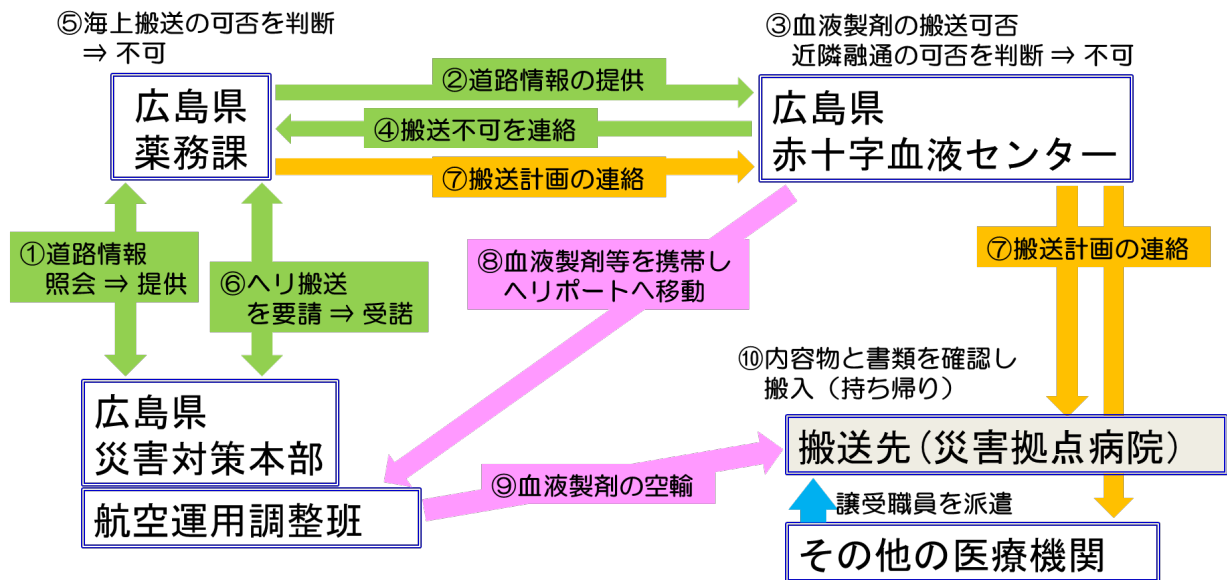 ⑤海上搬送の可否を判断
⇒ 不可
③血液製剤の搬送可否
近隣融通の可否を判断 ⇒ 不可
広島県
薬務課
②道路情報の提供
④搬送不可を連絡
⑦搬送計画の連絡
広島県
赤十字血液センター
①道路情報
照会 ⇒ 提供
⑥ヘリ搬送
を要請 ⇒ 受諾
⑧血液製剤等を携帯し
ヘリポートへ移動
⑦搬送計画の連絡
⑩内容物と書類を確認し
搬入（持ち帰り）
広島県
災害対策本部
航空運用調整班
⑨血液製剤の空輸
搬送先（災害拠点病院）
譲受職員を派遣
その他の医療機関